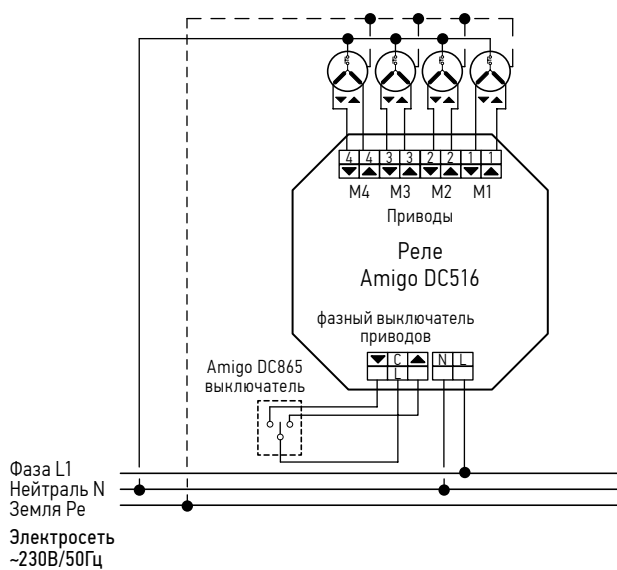 4 4 3 3 2 2 1 1
M4 M3 M2 M1
Приводы
Реле
Amigo DC516
фазный выключатель
приводов
C N L
L
Amigo DC865
выключатель
Фаза L1
Нейтраль N
Земля Pe
Электросеть
~230В/50Гц